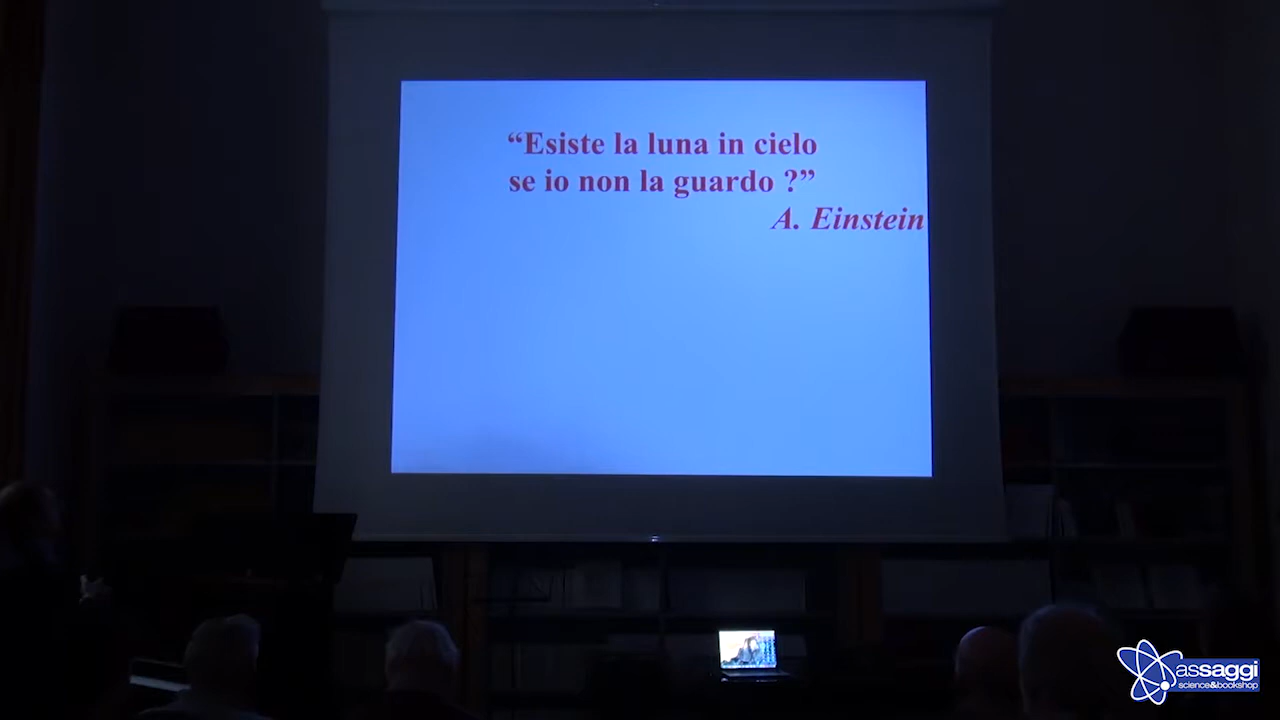 “Esiste la luna in cielo
se io non la guardo ?”
A. Einstein
assaggi
science&bookshop